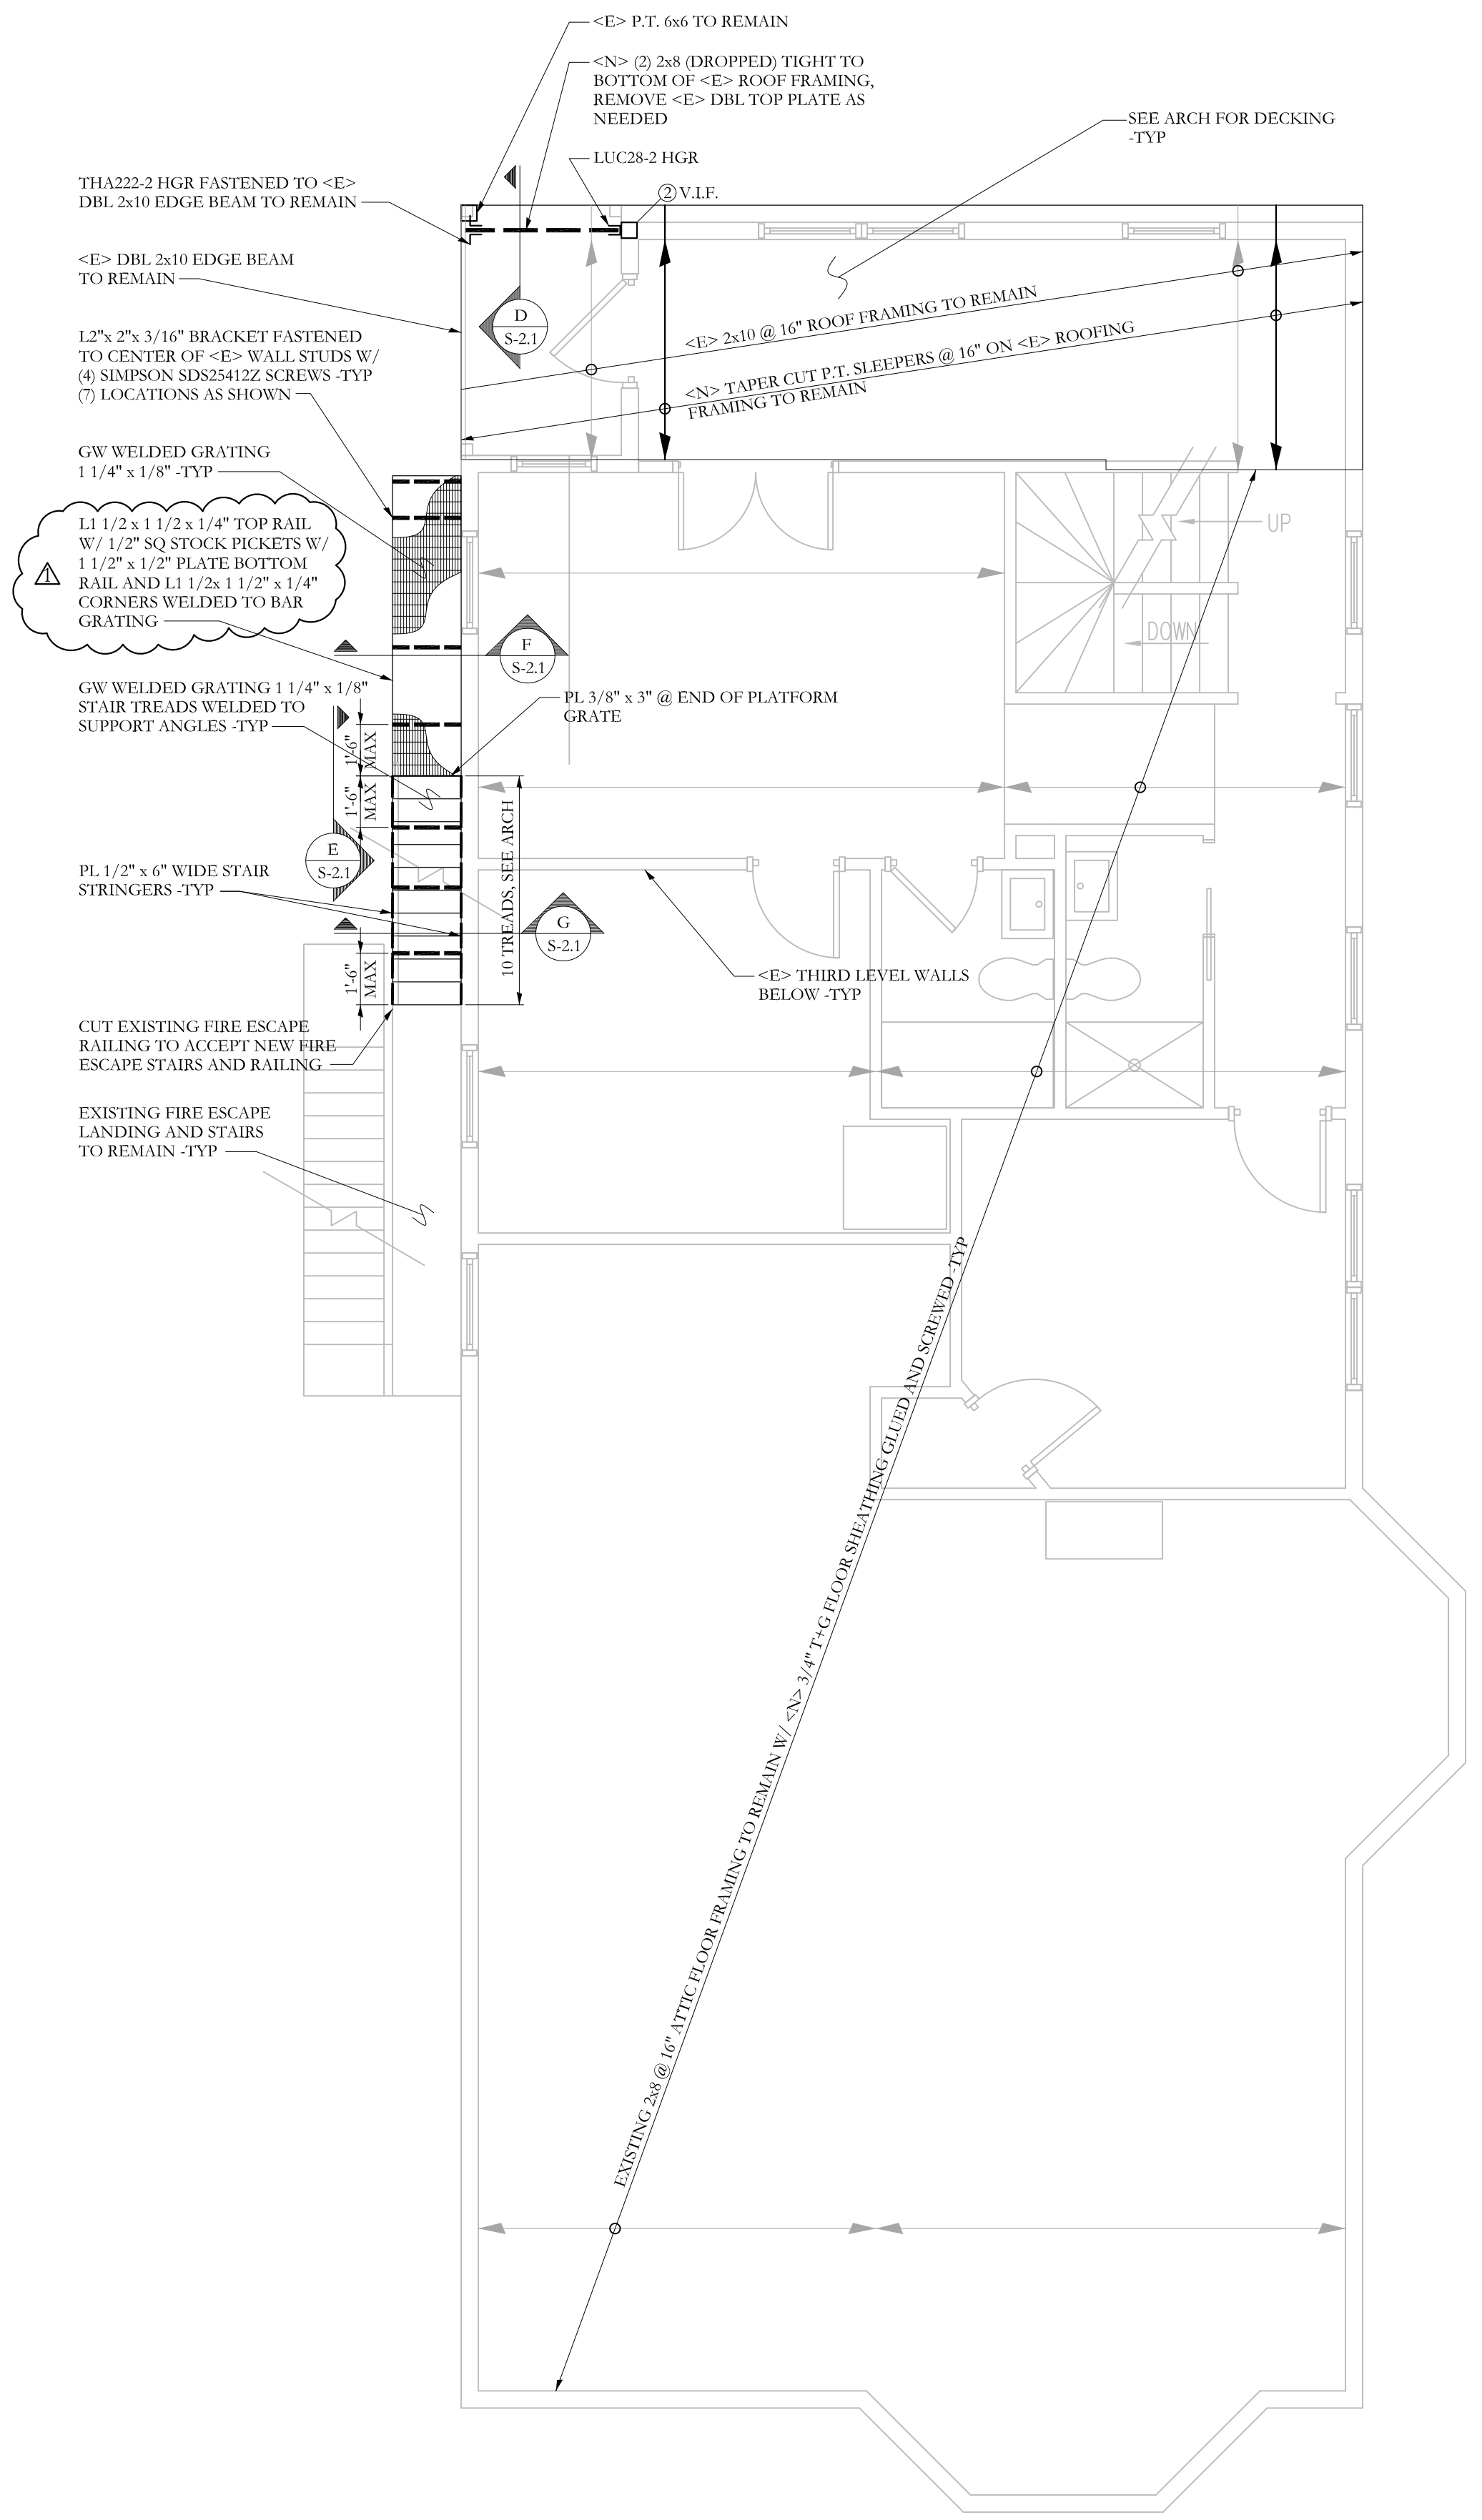 <E> P.T. 6x6 TO REMAIN
<N> (2) 2x8 (DROPPED) TIGHT TO
BOTTOM OF <E> ROOF FRAMING,
REMOVE <E> DBL TOP PLATE AS
NEEDED
SEE ARCH FOR DECKING
-TYP
LUC28-2 HGR
2 V.I.F.
THA222-2 HGR FASTENED TO <E>
DBL 2x10 EDGE BEAM TO REMAIN
<E> DBL 2x10 EDGE BEAM
TO REMAIN
D
S-2.1
<E> 2x10 @ 16" ROOF FRAMING TO REMAIN
<N> TAPER CUT P.T. SLEEPERS @ 16" ON <E> ROOFING
FRAMING TO REMAIN
L2"x 2"x 3/16" BRACKET FASTENED
TO CENTER OF <E> WALL STUDS W/
(4) SIMPSON SDS25412Z SCREWS -TYP
(7) LOCATIONS AS SHOWN
GW WELDED GRATING
1 1/4" x 1/8" -TYP
L1 1/2 x 1 1/2 x 1/4" TOP RAIL
W/ 1/2" SQ STOCK PICKETS W/
1 1/2" x 1/2" PLATE BOTTOM
RAIL AND L1 1/2x 1 1/2" x 1/4"
CORNERS WELDED TO BAR
GRATING
1
UP
DOWN
F
S-2.1
GW WELDED GRATING 1 1/4" x 1/8"
STAIR TREADS WELDED TO
SUPPORT ANGLES -TYP
PL 3/8" x 3" @ END OF PLATFORM
GRATE
1'-6"
MAX
1'-6"
MAX
10 TREADS, SEE ARCH
E
S-2.1
PL 1/2" x 6" WIDE STAIR
STRINGERS -TYP
G
S-2.1
1'-6"
MAX
<E> THIRD LEVEL WALLS
BELOW -TYP
CUT EXISTING FIRE ESCAPE
RAILING TO ACCEPT NEW FIRE
ESCAPE STAIRS AND RAILING
EXISTING FIRE ESCAPE
LANDING AND STAIRS
TO REMAIN -TYP
EXISTING 2x8 @ 16" ATTIC FLOOR FRAMING TO REMAIN W/ <N> 3/4" T+G FLOOR SHEATHING GLUED AND SCREWED -TYP